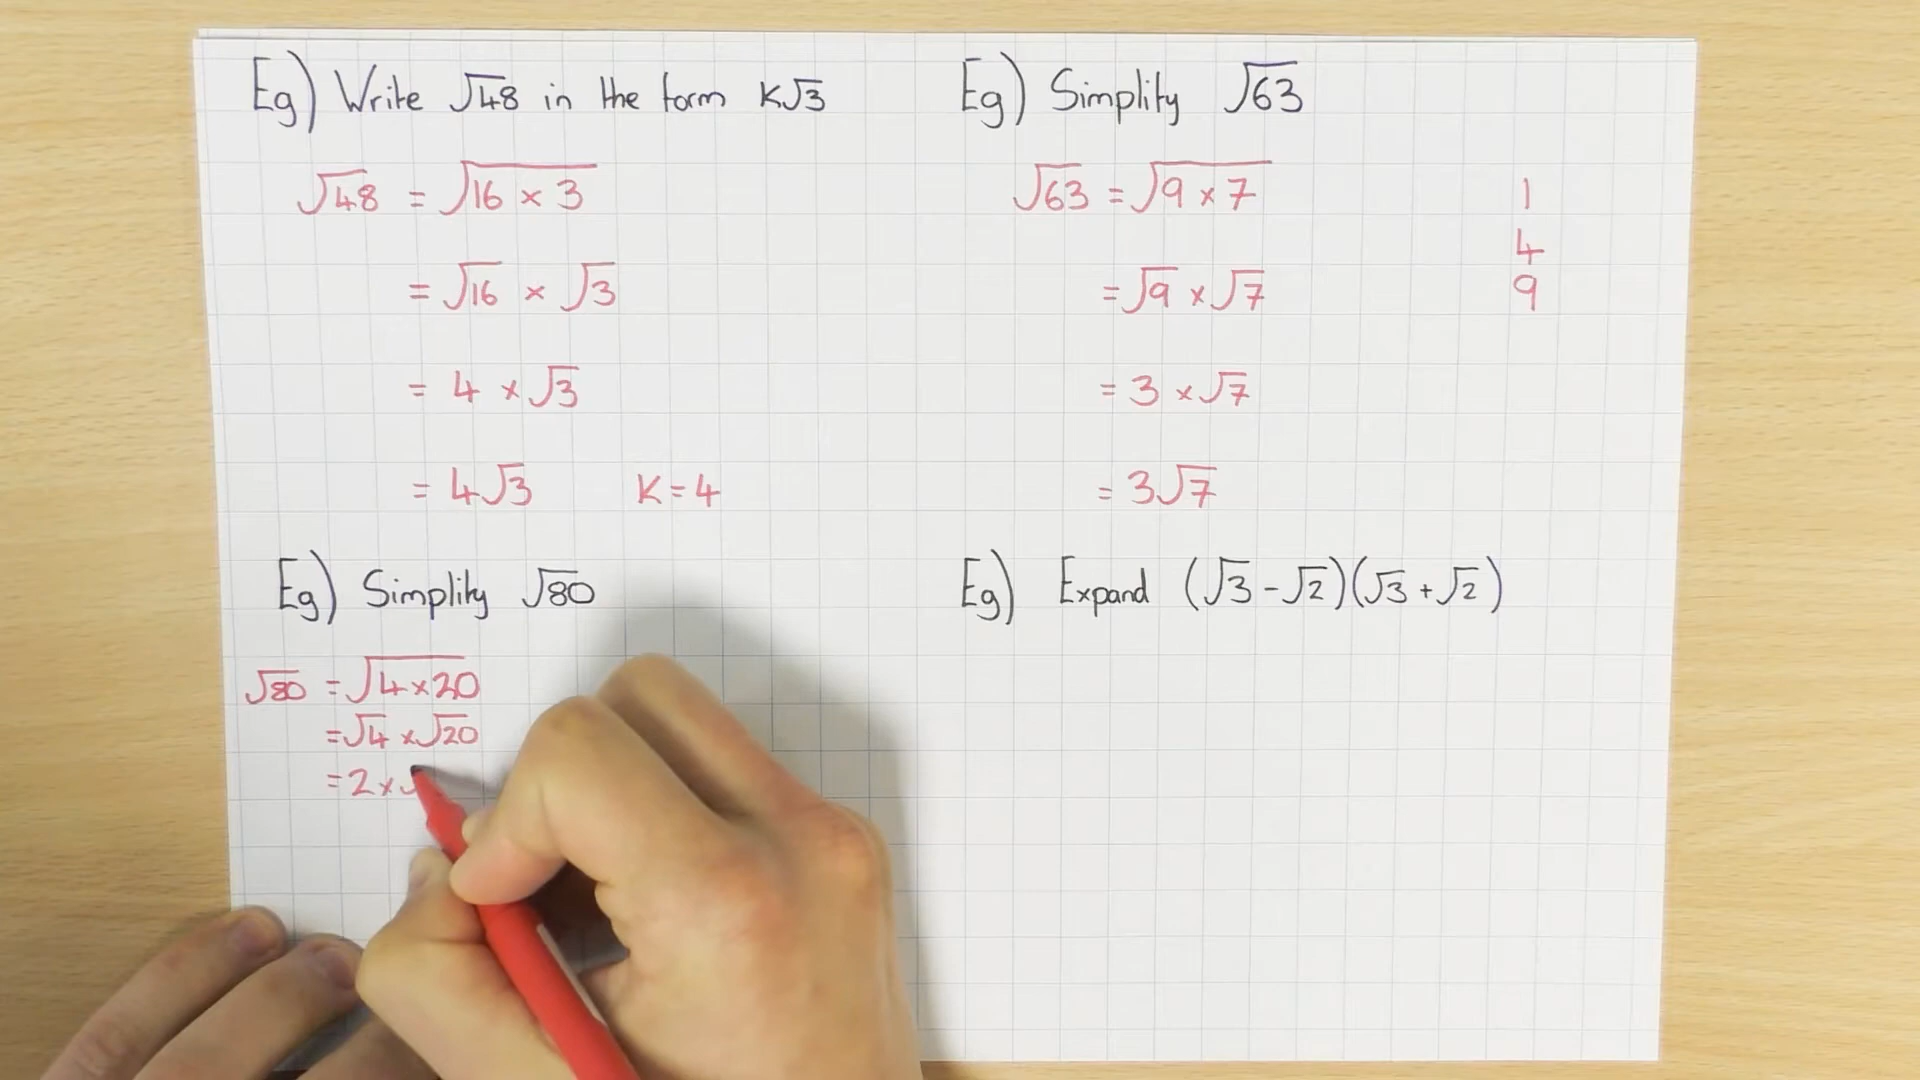 Eg) Write √48 in the form K√3
√48 = √16 × 3
= √16 × √3
= 4 × √3
= 4√3 K = 4
Eg) Simplify √63
√63 = √9 × 7
= √9 × √7
= 3 × √7
= 3√7
1
4
9
Eg) Simplify √80
√80 = √4 × 20
= √4 × √20
= 2 × √
Eg) Expand (√3 - √2)(√3 + √2)